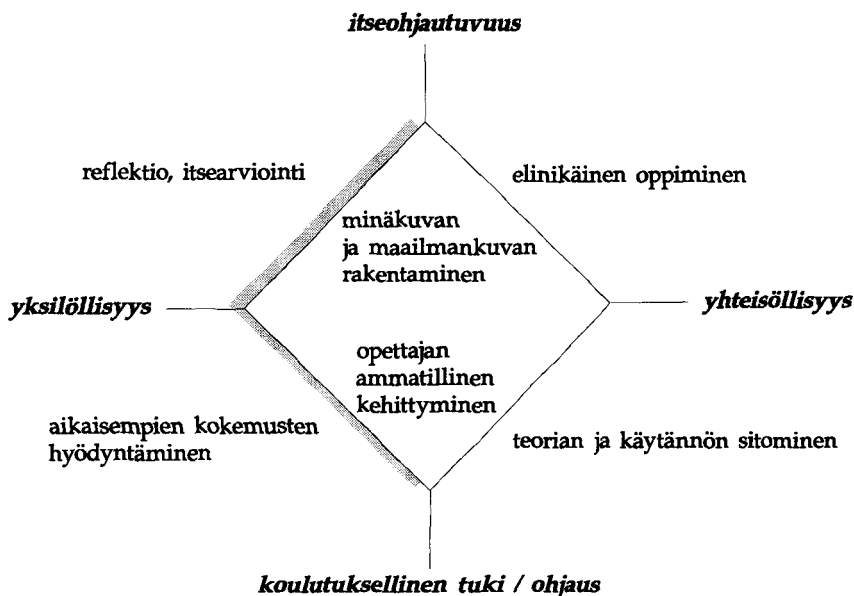 itseohjautuvuus
reflektio, itsearviointi
elinikäinen oppiminen
minäkuvan
ja maailmankuvan
rakentaminen
yksilöllisyys
yhteisöllisyys
opettajan
ammatillinen
kehittyminen
aikaisempien kokemusten
hyödyntäminen
teorian ja käytännön sitominen
koulutuksellinen tuki / ohjaus